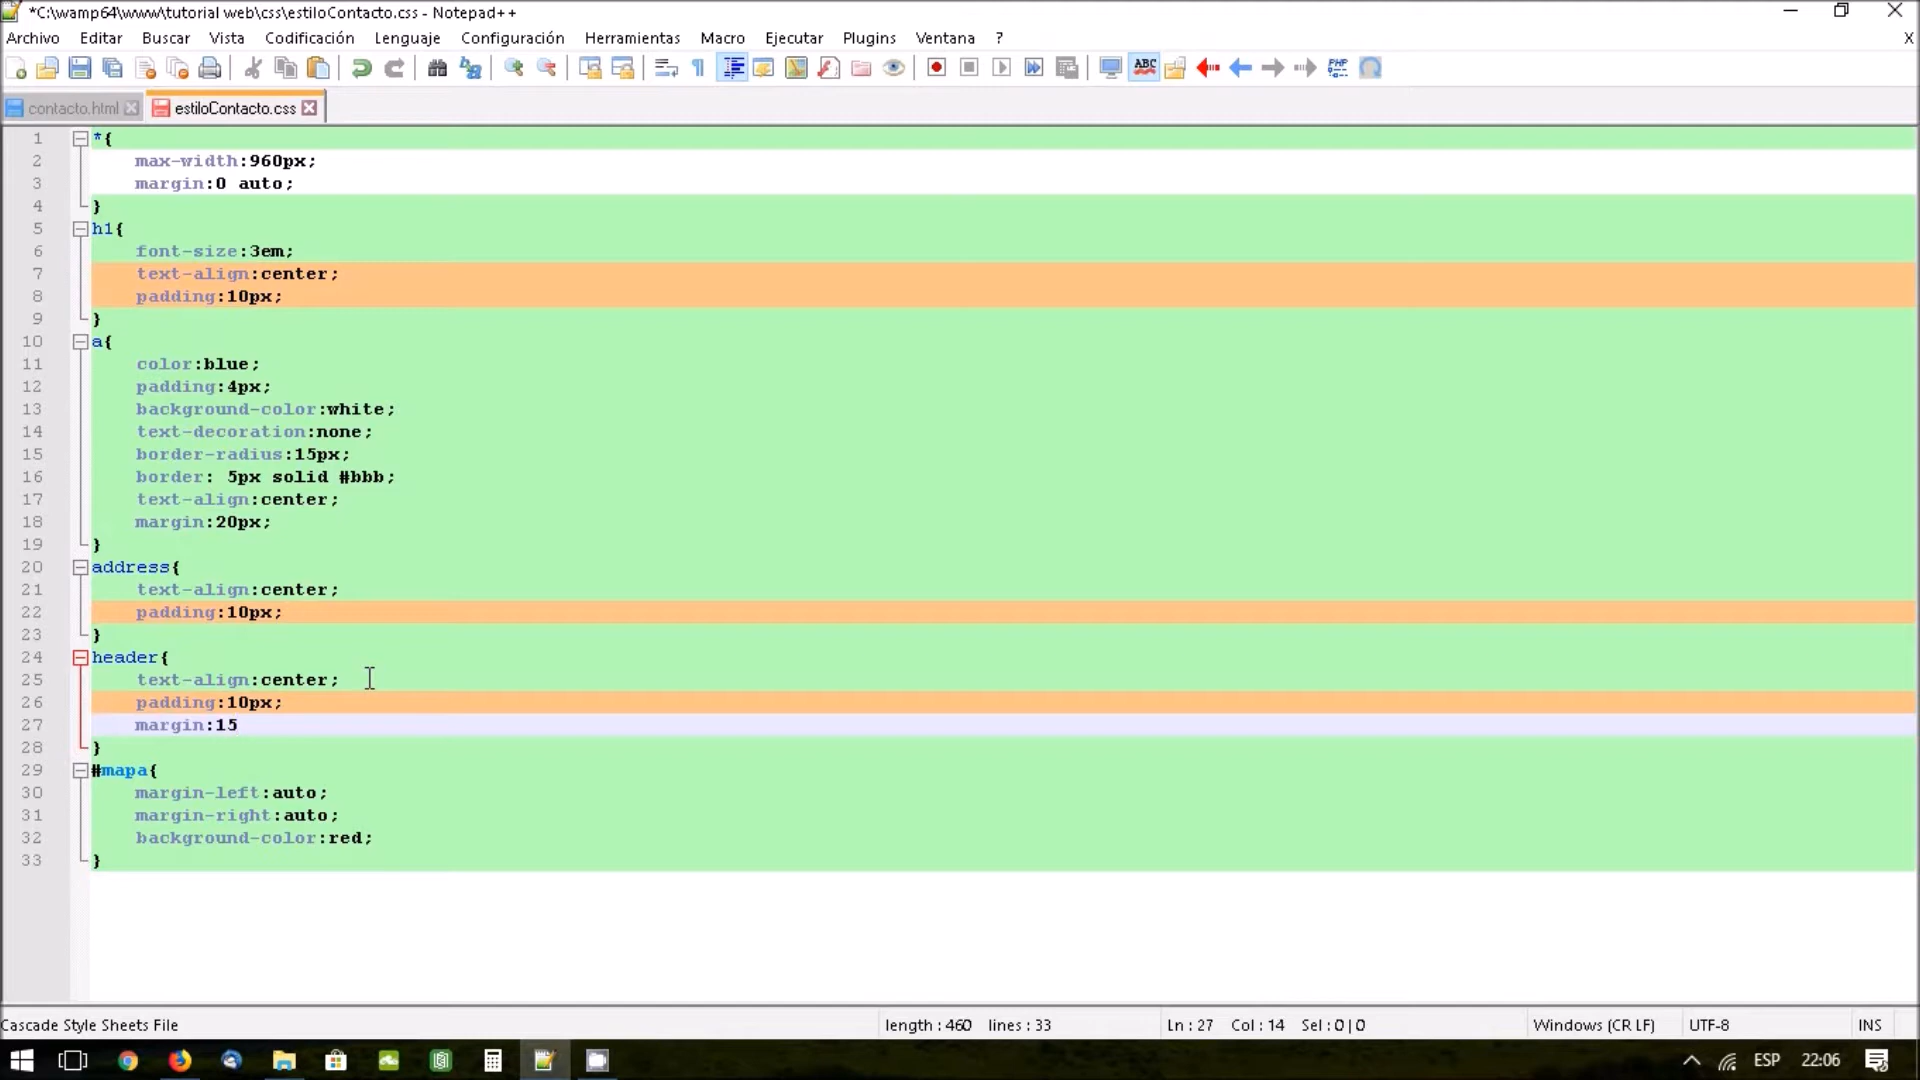 *C:\wamp64\www\tutorial web\css\estiloContacto.css - Notepad++
Archivo Editar Buscar Vista Codificación Lenguaje Configuración Herramientas Macro Ejecutar Plugins Ventana ? X
ABC PHP
contacto.html estiloContacto.css
1 *{
2 max-width:960px;
3 margin:0 auto;
4 }
5 h1{
6 font-size:3em;
7 text-align:center;
8 padding:10px;
9 }
10 a{
11 color:blue;
12 padding:4px;
13 background-color:white;
14 text-decoration:none;
15 border-radius:15px;
16 border: 5px solid #bbb;
17 text-align:center;
18 margin:20px;
19 }
20 address{
21 text-align:center;
22 padding:10px;
23 }
24 header{
25 text-align:center;
26 padding:10px;
27 margin:15
28 }
29 #mapa{
30 margin-left:auto;
31 margin-right:auto;
32 background-color:red;
33 }
Cascade Style Sheets File length : 460 lines : 33 Ln : 27 Col : 14 Sel : 0 | 0 Windows (CR LF) UTF-8 INS
ESP 22:06